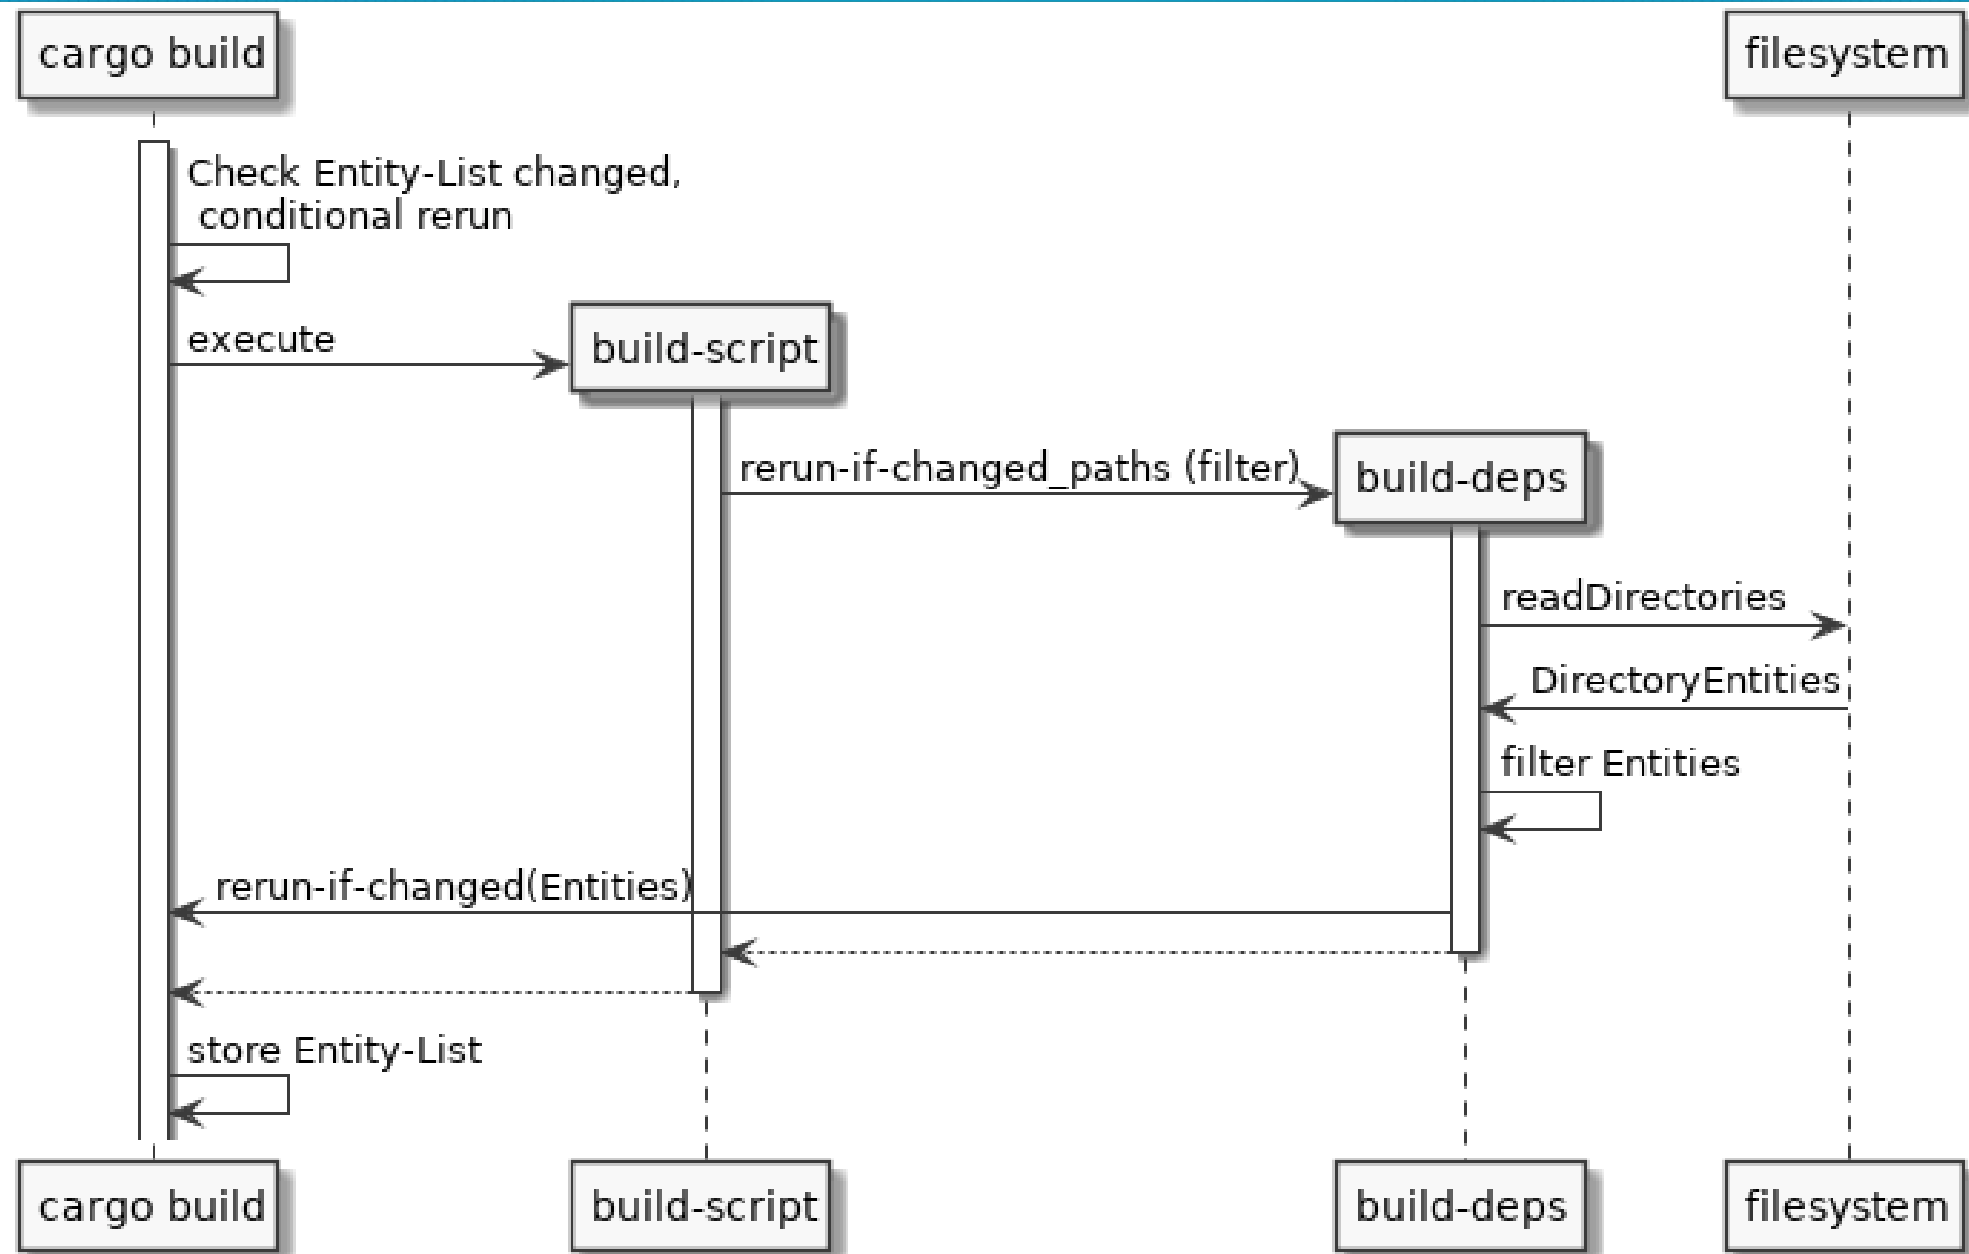 cargo build
filesystem
Check Entity-List changed,
conditional rerun
execute
build-script
rerun-if-changed_paths (filter)
build-deps
readDirectories
DirectoryEntities
filter Entities
rerun-if-changed(Entities)
store Entity-List
cargo build
build-script
build-deps
filesystem